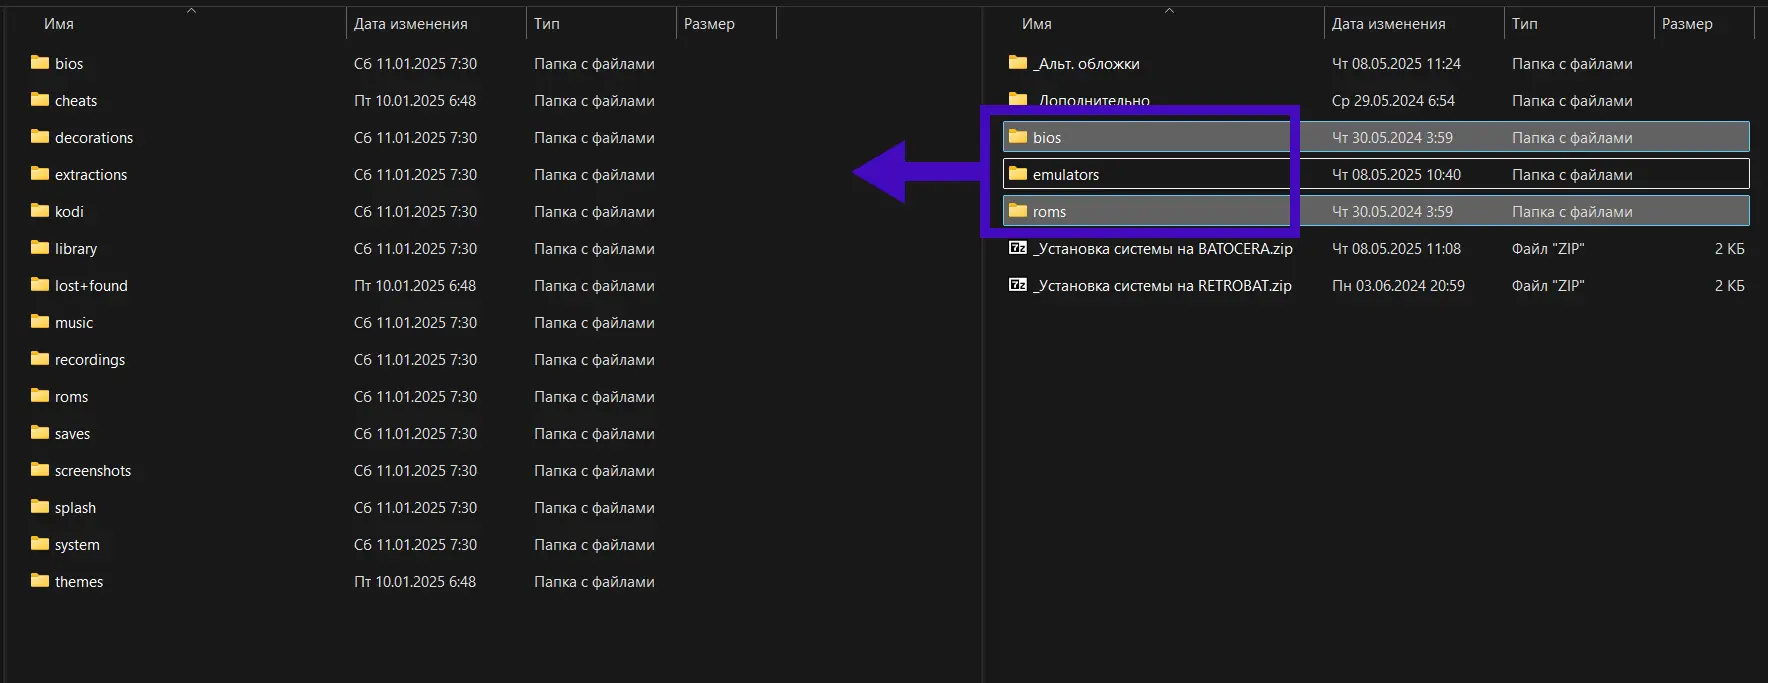 Имя Дата изменения Тип Размер
bios Сб 11.01.2025 7:30 Папка с файлами
cheats Пт 10.01.2025 6:48 Папка с файлами
decorations Сб 11.01.2025 7:30 Папка с файлами
extractions Сб 11.01.2025 7:30 Папка с файлами
kodi Сб 11.01.2025 7:30 Папка с файлами
library Сб 11.01.2025 7:30 Папка с файлами
lost+found Пт 10.01.2025 6:48 Папка с файлами
music Сб 11.01.2025 7:30 Папка с файлами
recordings Сб 11.01.2025 7:30 Папка с файлами
roms Сб 11.01.2025 7:30 Папка с файлами
saves Сб 11.01.2025 7:30 Папка с файлами
screenshots Сб 11.01.2025 7:30 Папка с файлами
splash Сб 11.01.2025 7:30 Папка с файлами
system Сб 11.01.2025 7:30 Папка с файлами
themes Пт 10.01.2025 6:48 Папка с файлами
Имя Дата изменения Тип Размер
_Альт. обложки Чт 08.05.2025 11:24 Папка с файлами
_Дополнительно Ср 29.05.2024 6:54 Папка с файлами
bios Чт 30.05.2024 3:59 Папка с файлами
emulators Чт 08.05.2025 10:40 Папка с файлами
roms Чт 30.05.2024 3:59 Папка с файлами
7z _Установка системы на BATOCERA.zip Чт 08.05.2025 11:08 Файл "ZIP" 2 КБ
7z _Установка системы на RETROBAT.zip Пн 03.06.2024 20:59 Файл "ZIP" 2 КБ